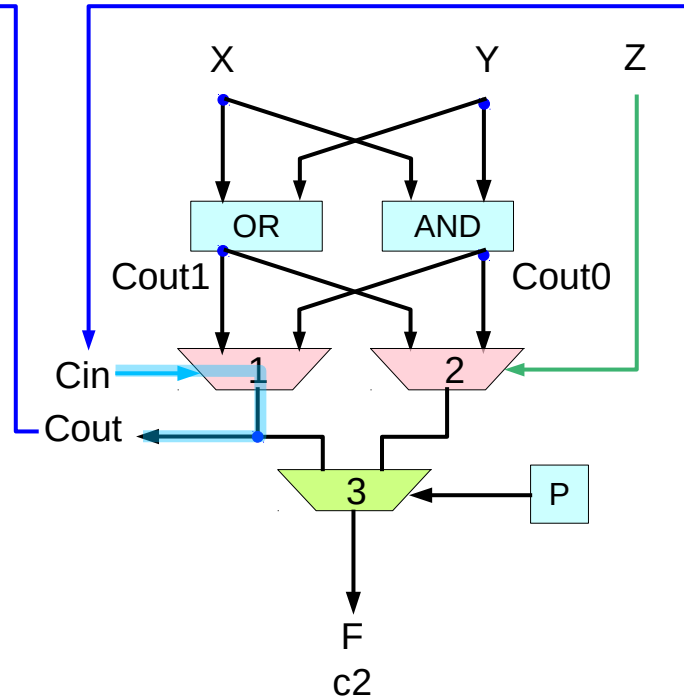 X Y Z
OR AND
Cout1 Cout0
Cin 1 2
Cout
3 P
F
c2